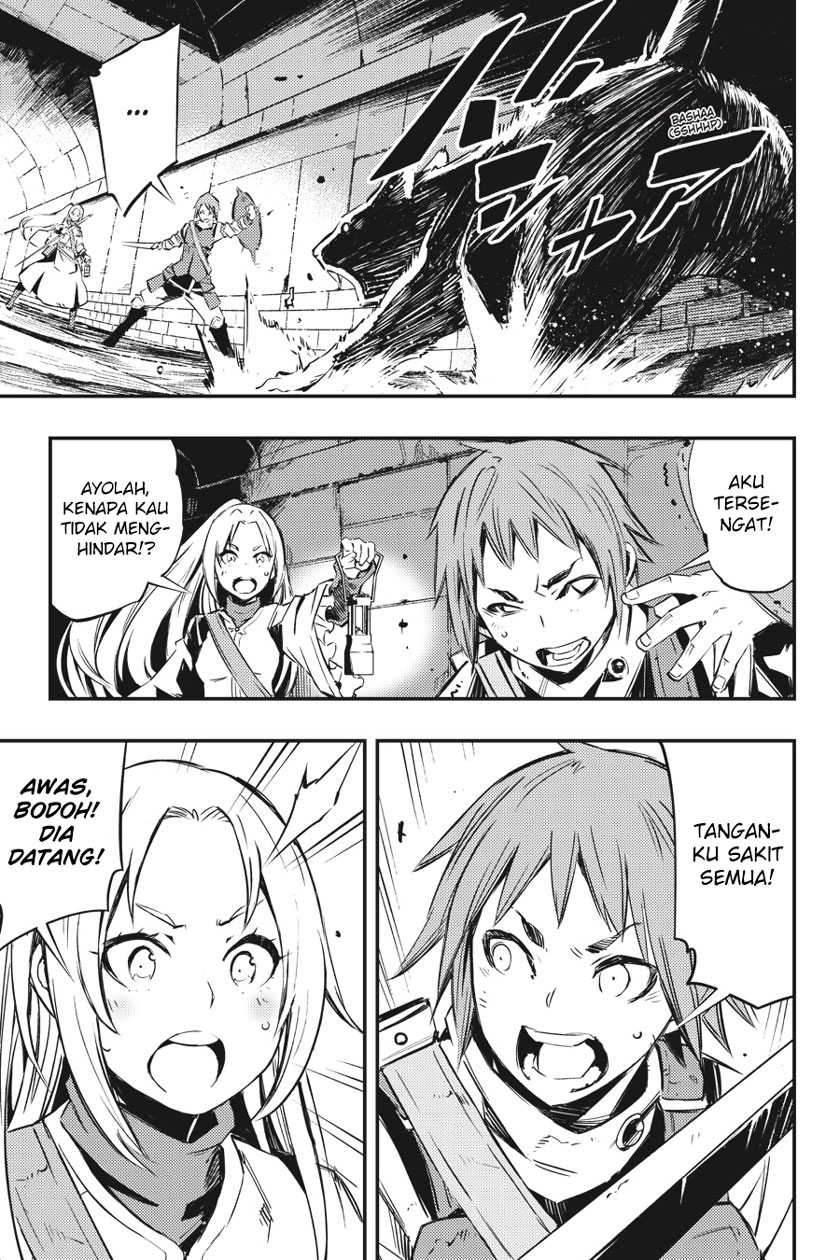 バシャア
BASHAA
(SSHHHP)
...
AKU
TERSE-
NGAT!
AYOLAH,
KENAPA KAU
TIDAK MENG-
HINDAR!?
TANGAN-
KU SAKIT
SEMUA!
AWAS,
BODOH!
DIA
DATANG!